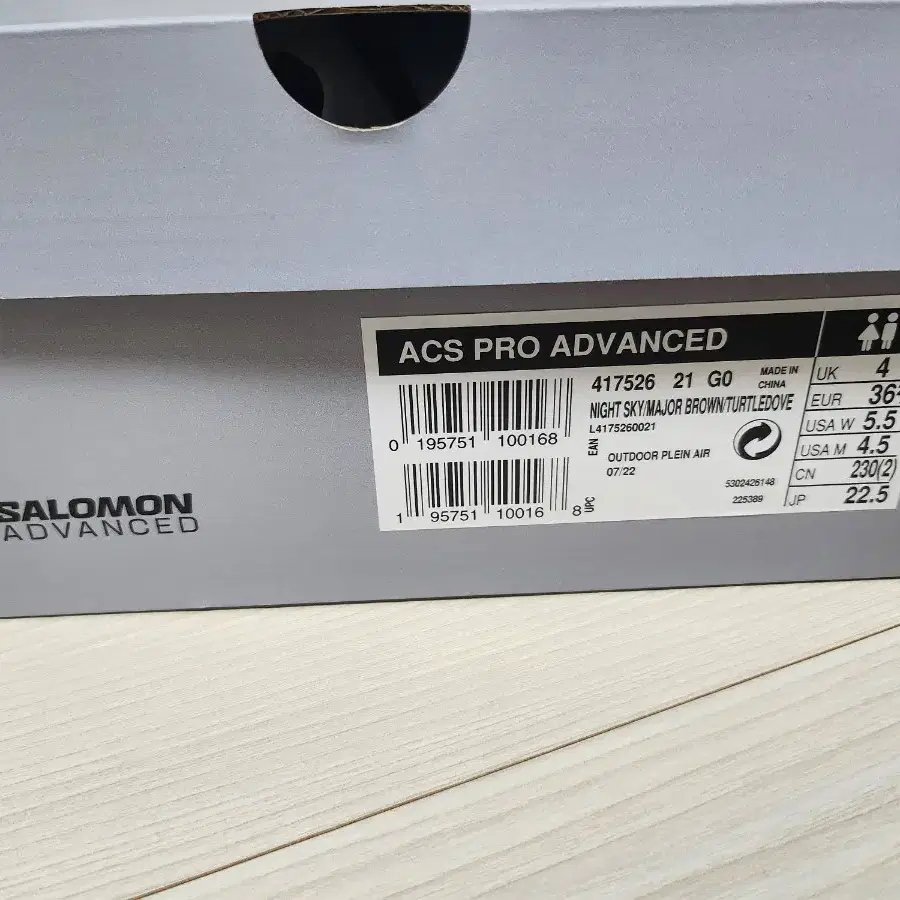 ACS PRO ADVANCED
417526 21 G0
MADE IN
CHINA
NIGHT SKY/MAJOR BROWN/TURTLEDOVE
L4175260021
OUTDOOR PLEIN AIR
07/22
5302426148
225389
0 195751 100168
EAN
1 95751 10016 8
UPC
UK 4
EUR 36
USA W 5.5
USA M 4.5
CN 230(2)
JP 22.5
SALOMON
ADVANCED